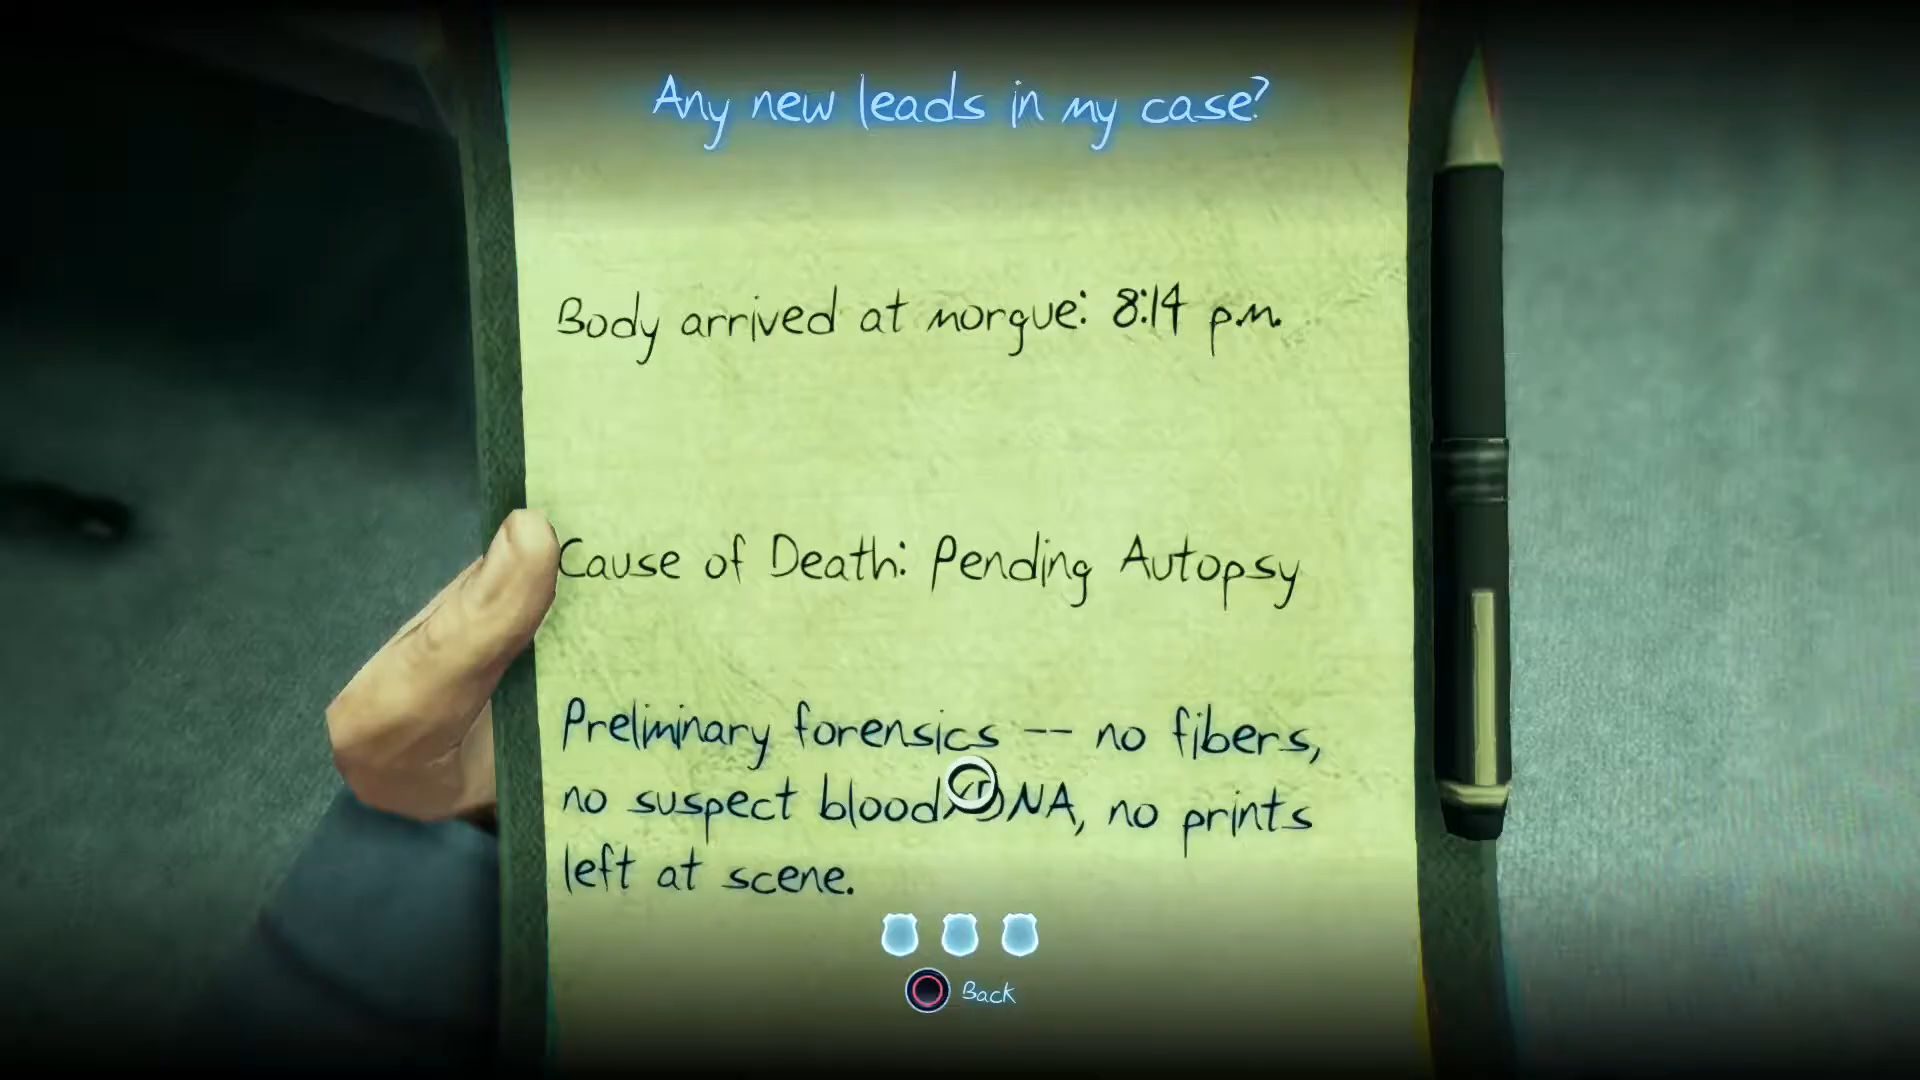 Any new leads in my case?
Body arrived at morgue: 8:14 p.m.
Cause of Death: Pending Autopsy
Preliminary forensics -- no fibers,
no suspect blood DNA, no prints
left at scene.
Back